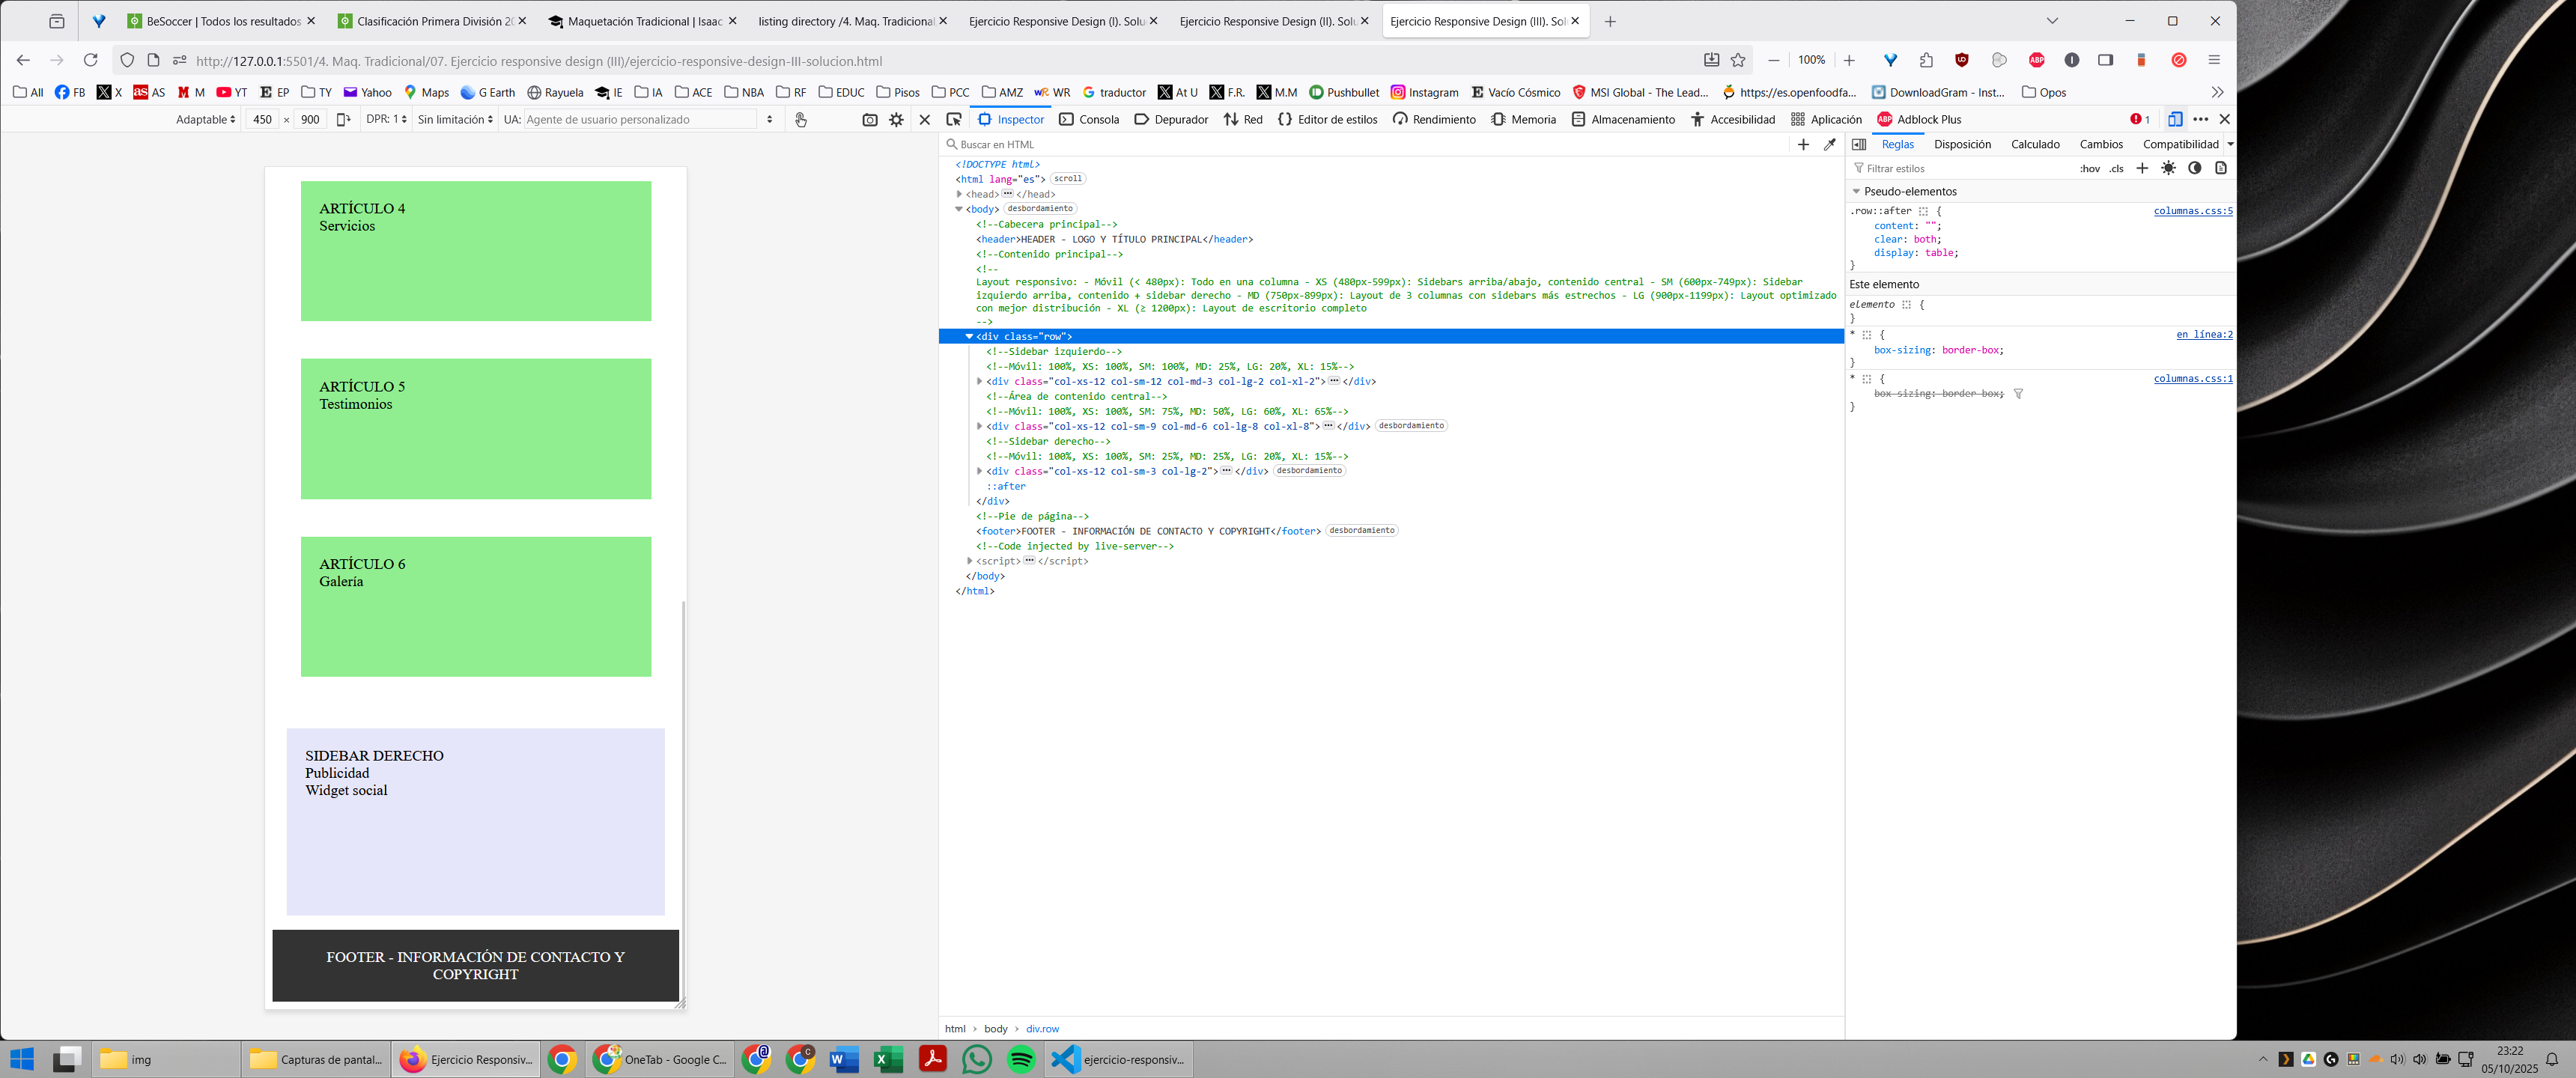 BeSoccer | Todos los resultados
Clasificación Primera División 20
Maquetación Tradicional | Isaac
listing directory /4. Maq. Tradicional
Ejercicio Responsive Design (I). Solu
Ejercicio Responsive Design (II). Solu
Ejercicio Responsive Design (III). Sol
http://127.0.0.1:5501/4. Maq. Tradicional/07. Ejercicio responsive design (III)/ejercicio-responsive-design-III-solucion.html
100%
All FB X AS M YT EP TY Yahoo Maps G Earth Rayuela IE IA ACE NBA RF EDUC Pisos PCC AMZ WR traductor At U F.R. M.M Pushbullet Instagram Vacío Cósmico MSI Global - The Lead... https://es.openfoodfa... DownloadGram - Inst... Opos
Adaptable 450 × 900 DPR: 1 Sin limitación UA: Agente de usuario personalizado
Inspector Consola Depurador Red Editor de estilos Rendimiento Memoria Almacenamiento Accesibilidad Aplicación ABP Adblock Plus 1
ARTÍCULO 4
Servicios
ARTÍCULO 5
Testimonios
ARTÍCULO 6
Galería
SIDEBAR DERECHO
Publicidad
Widget social
FOOTER - INFORMACIÓN DE CONTACTO Y
COPYRIGHT
Buscar en HTML
<!DOCTYPE html>
<html lang="es"> scroll
<head> ... </head>
<body> desbordamiento
<!--Cabecera principal-->
<header>HEADER - LOGO Y TÍTULO PRINCIPAL</header>
<!--Contenido principal-->
<!--
Layout responsivo: - Móvil (< 480px): Todo en una columna - XS (480px-599px): Sidebars arriba/abajo, contenido central - SM (600px-749px): Sidebar
izquierdo arriba, contenido + sidebar derecho - MD (750px-899px): Layout de 3 columnas con sidebars más estrechos - LG (900px-1199px): Layout optimizado
con mejor distribución - XL (≥ 1200px): Layout de escritorio completo
-->
<div class="row">
<!--Sidebar izquierdo-->
<!--Móvil: 100%, XS: 100%, SM: 100%, MD: 25%, LG: 20%, XL: 15%-->
<div class="col-xs-12 col-sm-12 col-md-3 col-lg-2 col-xl-2"> ... </div>
<!--Área de contenido central-->
<!--Móvil: 100%, XS: 100%, SM: 75%, MD: 50%, LG: 60%, XL: 65%-->
<div class="col-xs-12 col-sm-9 col-md-6 col-lg-8 col-xl-8"> ... </div> desbordamiento
<!--Sidebar derecho-->
<!--Móvil: 100%, XS: 100%, SM: 25%, MD: 25%, LG: 20%, XL: 15%-->
<div class="col-xs-12 col-sm-3 col-lg-2"> ... </div> desbordamiento
::after
</div>
<!--Pie de página-->
<footer>FOOTER - INFORMACIÓN DE CONTACTO Y COPYRIGHT</footer> desbordamiento
<!--Code injected by live-server-->
<script> ... </script>
</body>
</html>
html > body > div.row
Reglas Disposición Calculado Cambios Compatibilidad
Filtrar estilos :hov .cls
Pseudo-elementos
.row::after { columnas.css:5
content: "";
clear: both;
display: table;
}
Este elemento
elemento {
}
* { en línea:2
box-sizing: border-box;
}
* { columnas.css:1
box-sizing: border-box;
}
img
Capturas de pantal...
Ejercicio Responsiv...
OneTab - Google C...
ejercicio-responsiv...
23:22
05/10/2025